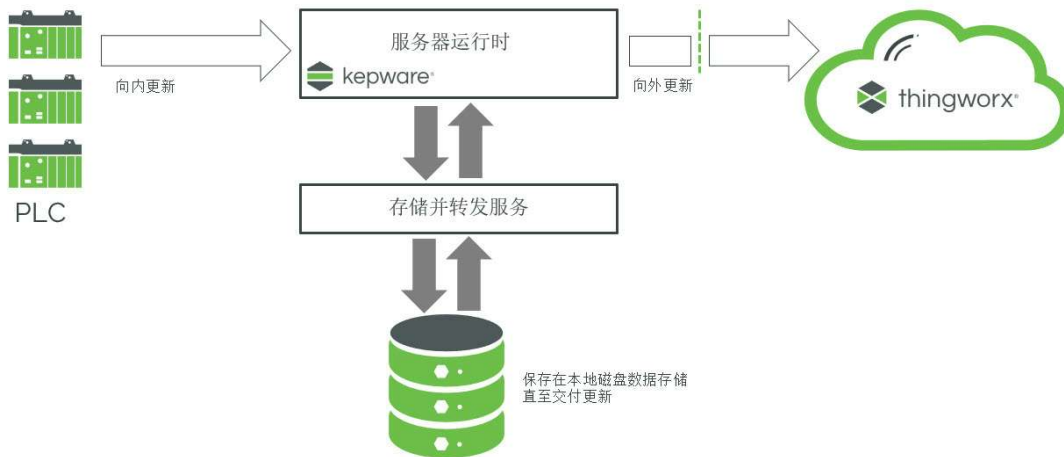 服务器运行时
kepware®
向内更新
向外更新
thingworx®
PLC
存储并转发服务
保存在本地磁盘数据存储
直至交付更新